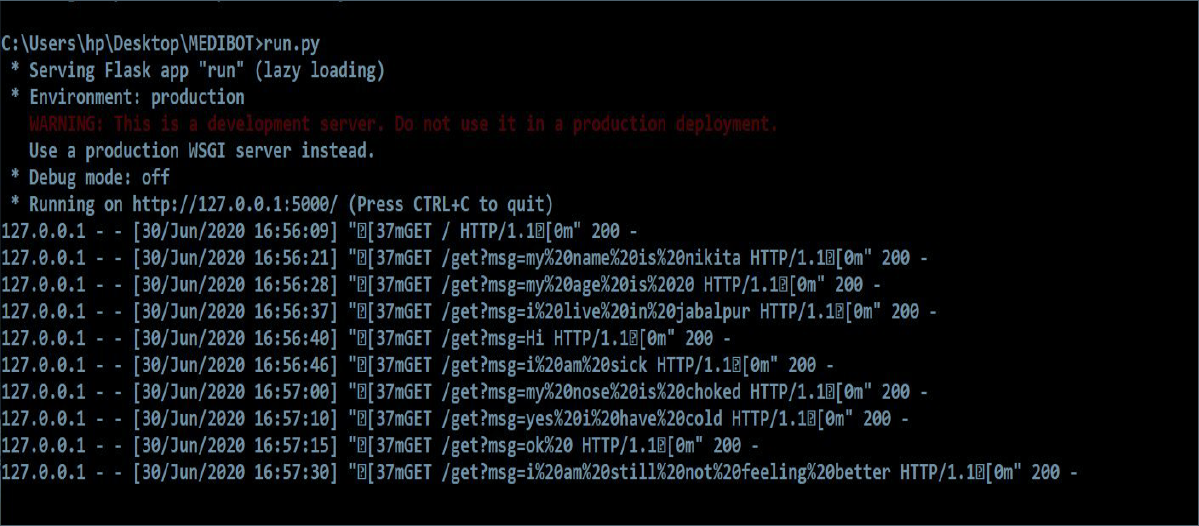 C:\Users\hp\Desktop\MEDIBOT>run.py
* Serving Flask app "run" (lazy loading)
* Environment: production
WARNING: This is a development server. Do not use it in a production deployment.
Use a production WSGI server instead.
* Debug mode: off
* Running on http://127.0.0.1:5000/ (Press CTRL+C to quit)
127.0.0.1 - - [30/Jun/2020 16:56:09] "⍰[37mGET / HTTP/1.1⍰[0m" 200 -
127.0.0.1 - - [30/Jun/2020 16:56:21] "⍰[37mGET /get?msg=my%20name%20is%20nikita HTTP/1.1⍰[0m" 200 -
127.0.0.1 - - [30/Jun/2020 16:56:28] "⍰[37mGET /get?msg=my%20age%20is%2020 HTTP/1.1⍰[0m" 200 -
127.0.0.1 - - [30/Jun/2020 16:56:37] "⍰[37mGET /get?msg=i%20live%20in%20jabalpur HTTP/1.1⍰[0m" 200 -
127.0.0.1 - - [30/Jun/2020 16:56:40] "⍰[37mGET /get?msg=Hi HTTP/1.1⍰[0m" 200 -
127.0.0.1 - - [30/Jun/2020 16:56:46] "⍰[37mGET /get?msg=i%20am%20sick HTTP/1.1⍰[0m" 200 -
127.0.0.1 - - [30/Jun/2020 16:57:00] "⍰[37mGET /get?msg=my%20nose%20is%20choked HTTP/1.1⍰[0m" 200 -
127.0.0.1 - - [30/Jun/2020 16:57:10] "⍰[37mGET /get?msg=yes%20i%20have%20cold HTTP/1.1⍰[0m" 200 -
127.0.0.1 - - [30/Jun/2020 16:57:15] "⍰[37mGET /get?msg=ok%20 HTTP/1.1⍰[0m" 200 -
127.0.0.1 - - [30/Jun/2020 16:57:30] "⍰[37mGET /get?msg=i%20am%20still%20not%20feeling%20better HTTP/1.1⍰[0m" 200 -